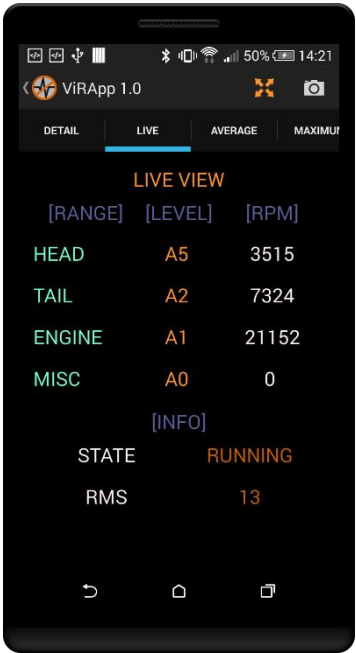 50% 14:21
ViRApp 1.0
DETAIL LIVE AVERAGE MAXIMU
LIVE VIEW
[RANGE] [LEVEL] [RPM]
HEAD A5 3515
TAIL A2 7324
ENGINE A1 21152
MISC A0 0
[INFO]
STATE RUNNING
RMS 13